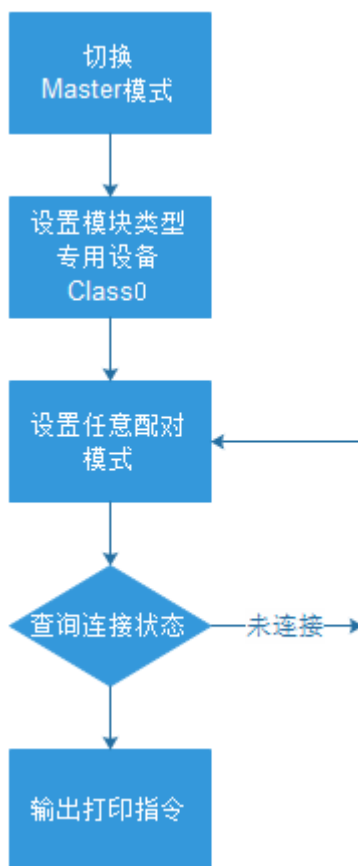 切换
Master模式
设置模块类型
专用设备
Class0
设置任意配对
模式
查询连接状态
未连接
输出打印指令